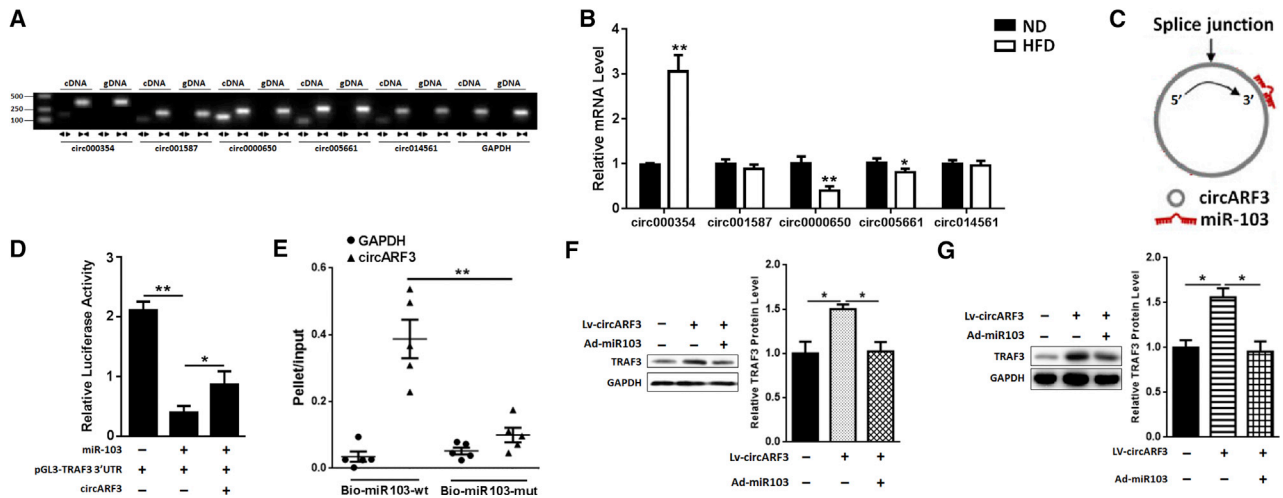 A
cDNA gDNA cDNA gDNA cDNA gDNA cDNA gDNA cDNA gDNA cDNA gDNA
500
250
100
circ000354 circ001587 circ0000650 circ005661 circ014561 GAPDH
B
Relative mRNA Level
4
3
2
1
0
**
**
*
ND
HFD
circ000354 circ001587 circ0000650 circ005661 circ014561
C
Splice junction
5’ 3’
circARF3
miR-103
D
Relative Luciferase Activity
3
2
1
0
**
*
miR-103 – + +
pGL3-TRAF3 3’UTR + + +
circARF3 – – +
E
GAPDH
circARF3
Pellet/input
0.6
0.4
0.2
0.0
**
Bio-miR103-wt Bio-miR103-mut
F
Lv-circARF3 – + +
Ad-miR103 – – +
TRAF3
GAPDH
Relative TRAF3 Protein Level
2.0
1.5
1.0
0.5
0.0
* *
Lv-circARF3 – + +
Ad-miR103 – – +
G
Lv-circARF3 – + +
Ad-miR103 – – +
TRAF3
GAPDH
Relative TRAF3 Protein Level
2.0
1.5
1.0
0.5
0.0
* *
LV-circARF3 – + +
Ad-miR103 – – +